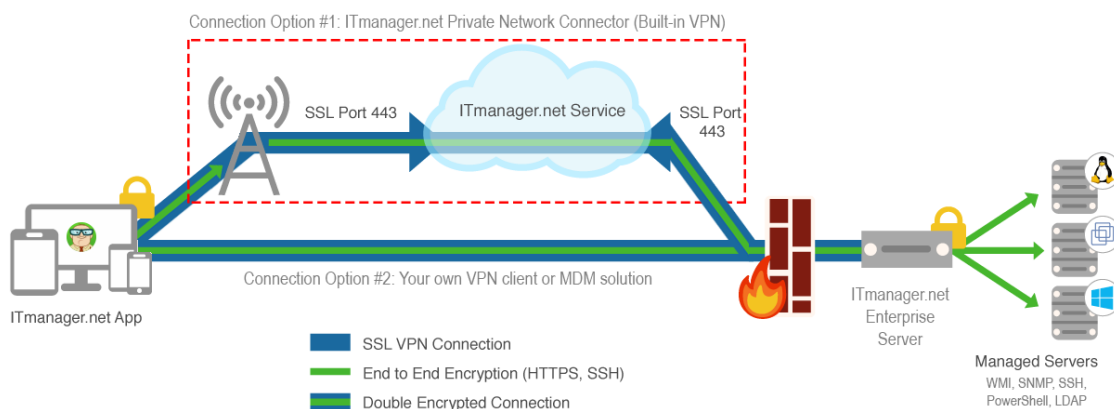 Connection Option #1: ITmanager.net Private Network Connector (Built-in VPN)
SSL Port 443
ITmanager.net Service
SSL Port
443
Connection Option #2: Your own VPN client or MDM solution
ITmanager.net App
ITmanager.net
Enterprise
Server
SSL VPN Connection
End to End Encryption (HTTPS, SSH)
Double Encrypted Connection
Managed Servers
WMI, SNMP, SSH,
PowerShell, LDAP